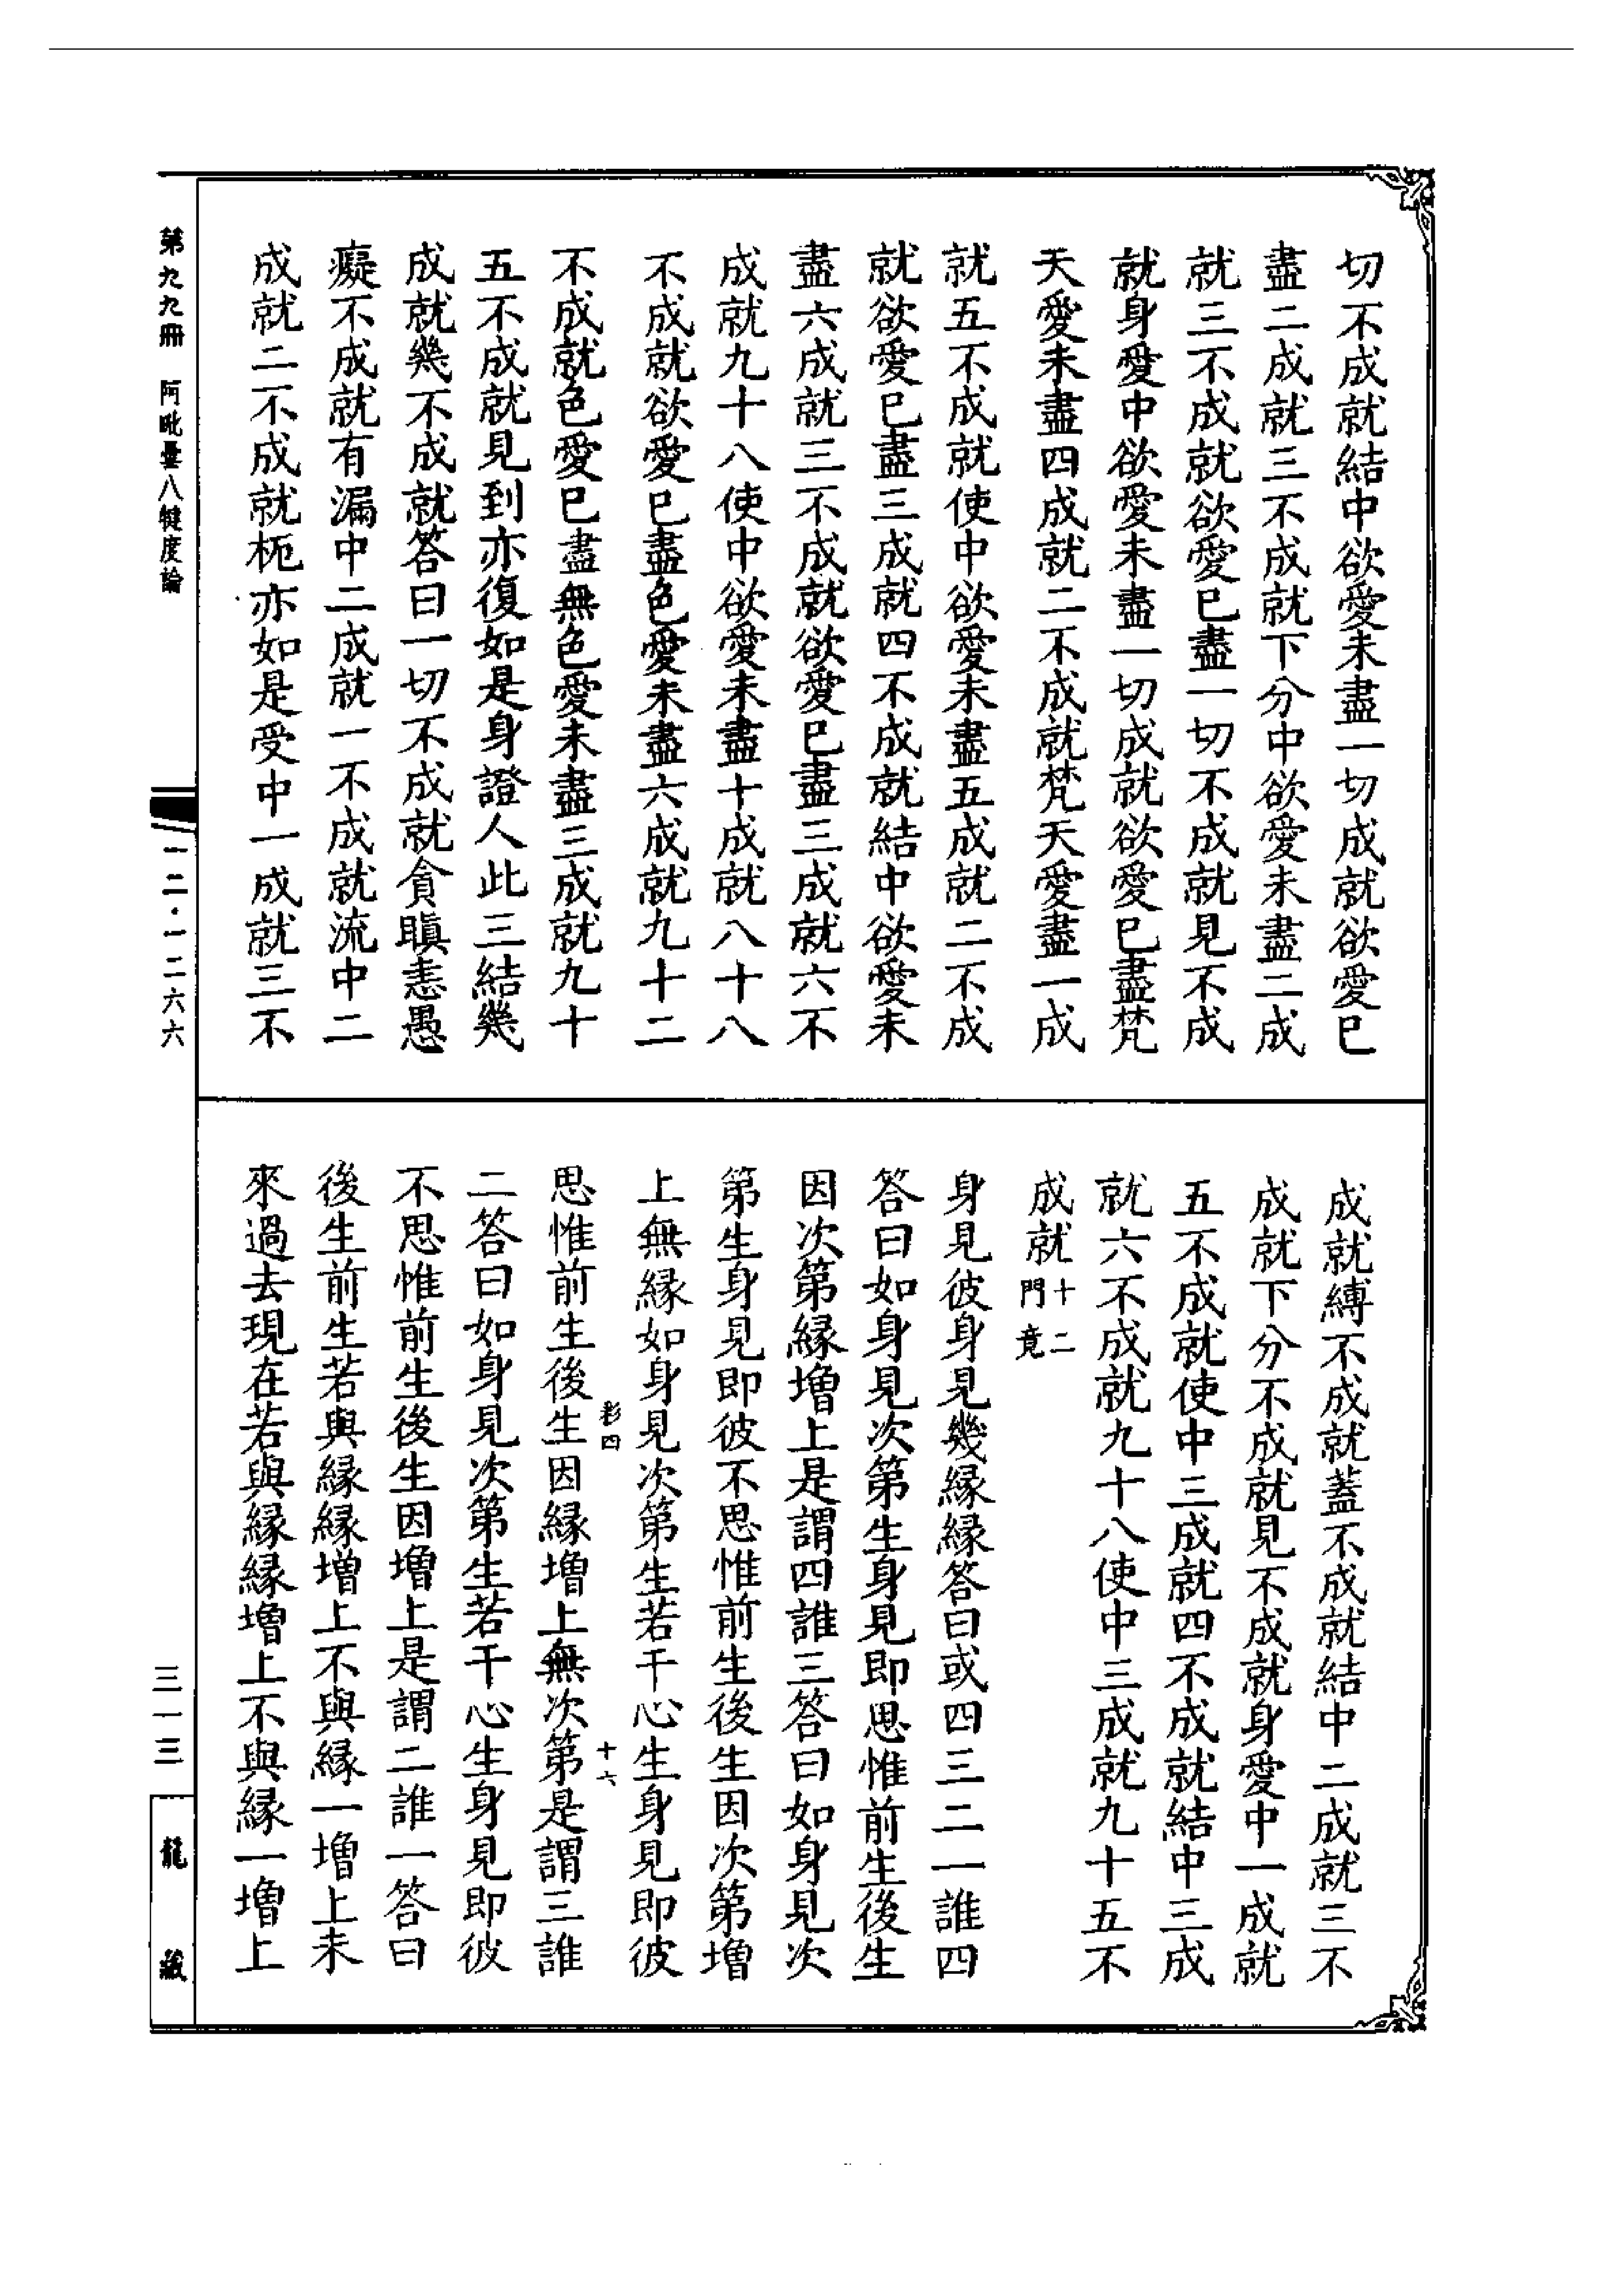 切不成就結中欲愛未盡一切成就欲愛已
盡二成就三不成就下分中欲愛未盡二成
就三不成就欲愛已盡一切不成就見不成
就身愛中欲愛未盡一切成就欲愛已盡梵
天愛未盡四成就二不成就梵天愛盡一成
就五不成就使中欲愛未盡五成就二不成
就欲愛已盡三成就四不成就結中欲愛未
盡六成就三不成就欲愛已盡三成就六不
成就九十八使中欲愛未盡十成就八十八
不成就欲愛已盡色愛未盡六成就九十二
不成就色愛已盡無色愛未盡三成就九十
五不成就見到亦復如是身證人此三結幾
成就幾不成就答曰一切不成就貪瞋恚愚
癡不成就有漏中二成就一不成就流中二
成就二不成就枙亦如是受中一成就三不
成就縛不成就蓋不成就結中二成就三不
成就下分不成就見不成就身愛中一成就
五不成就使中三成就四不成就結中三成
就六不成就九十八使中三成就九十五不
成就十二門竟
身見彼身見幾緣緣答曰或四三二一誰四
答曰如身見次第生身見即思惟前生後生
因次第緣增上是謂四誰三答曰如身見次
第生身見即彼不思惟前生後生因次第增
上無緣如身見次第生若干心生身見即彼
思惟前生後生因緣增上無次第是謂三誰
二答曰如身見次第生若干心生身見即彼
不思惟前生後生因增上是謂二誰一答曰
後生前生若與緣緣增上不與緣一增上未
來過去現在若與緣緣增上不與緣一增上
彩四
十六
第九九冊 阿毗曇八犍度論
一二·一二六六
三一三
龍藏